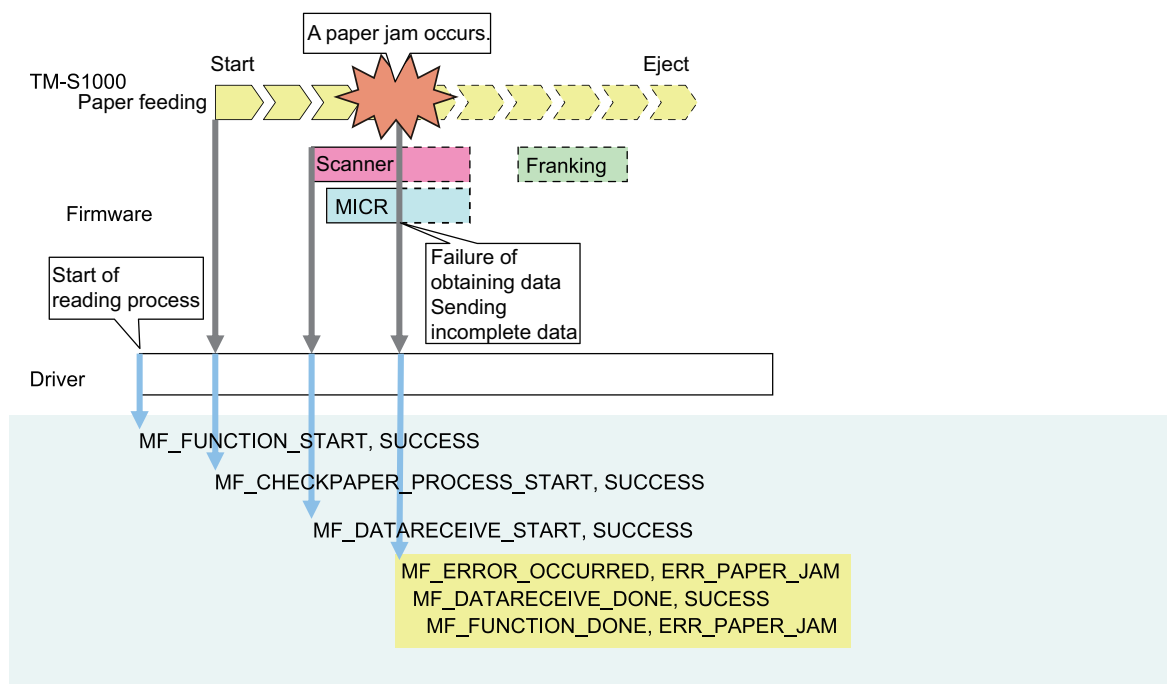 A paper jam occurs.
Start
Eject
TM-S1000
Paper feeding
Scanner
Franking
MICR
Firmware
Failure of
obtaining data
Sending
incomplete data
Start of
reading process
Driver
MF_FUNCTION_START, SUCCESS
MF_CHECKPAPER_PROCESS_START, SUCCESS
MF_DATARECEIVE_START, SUCCESS
MF_ERROR_OCCURRED, ERR_PAPER_JAM
MF_DATARECEIVE_DONE, SUCESS
MF_FUNCTION_DONE, ERR_PAPER_JAM